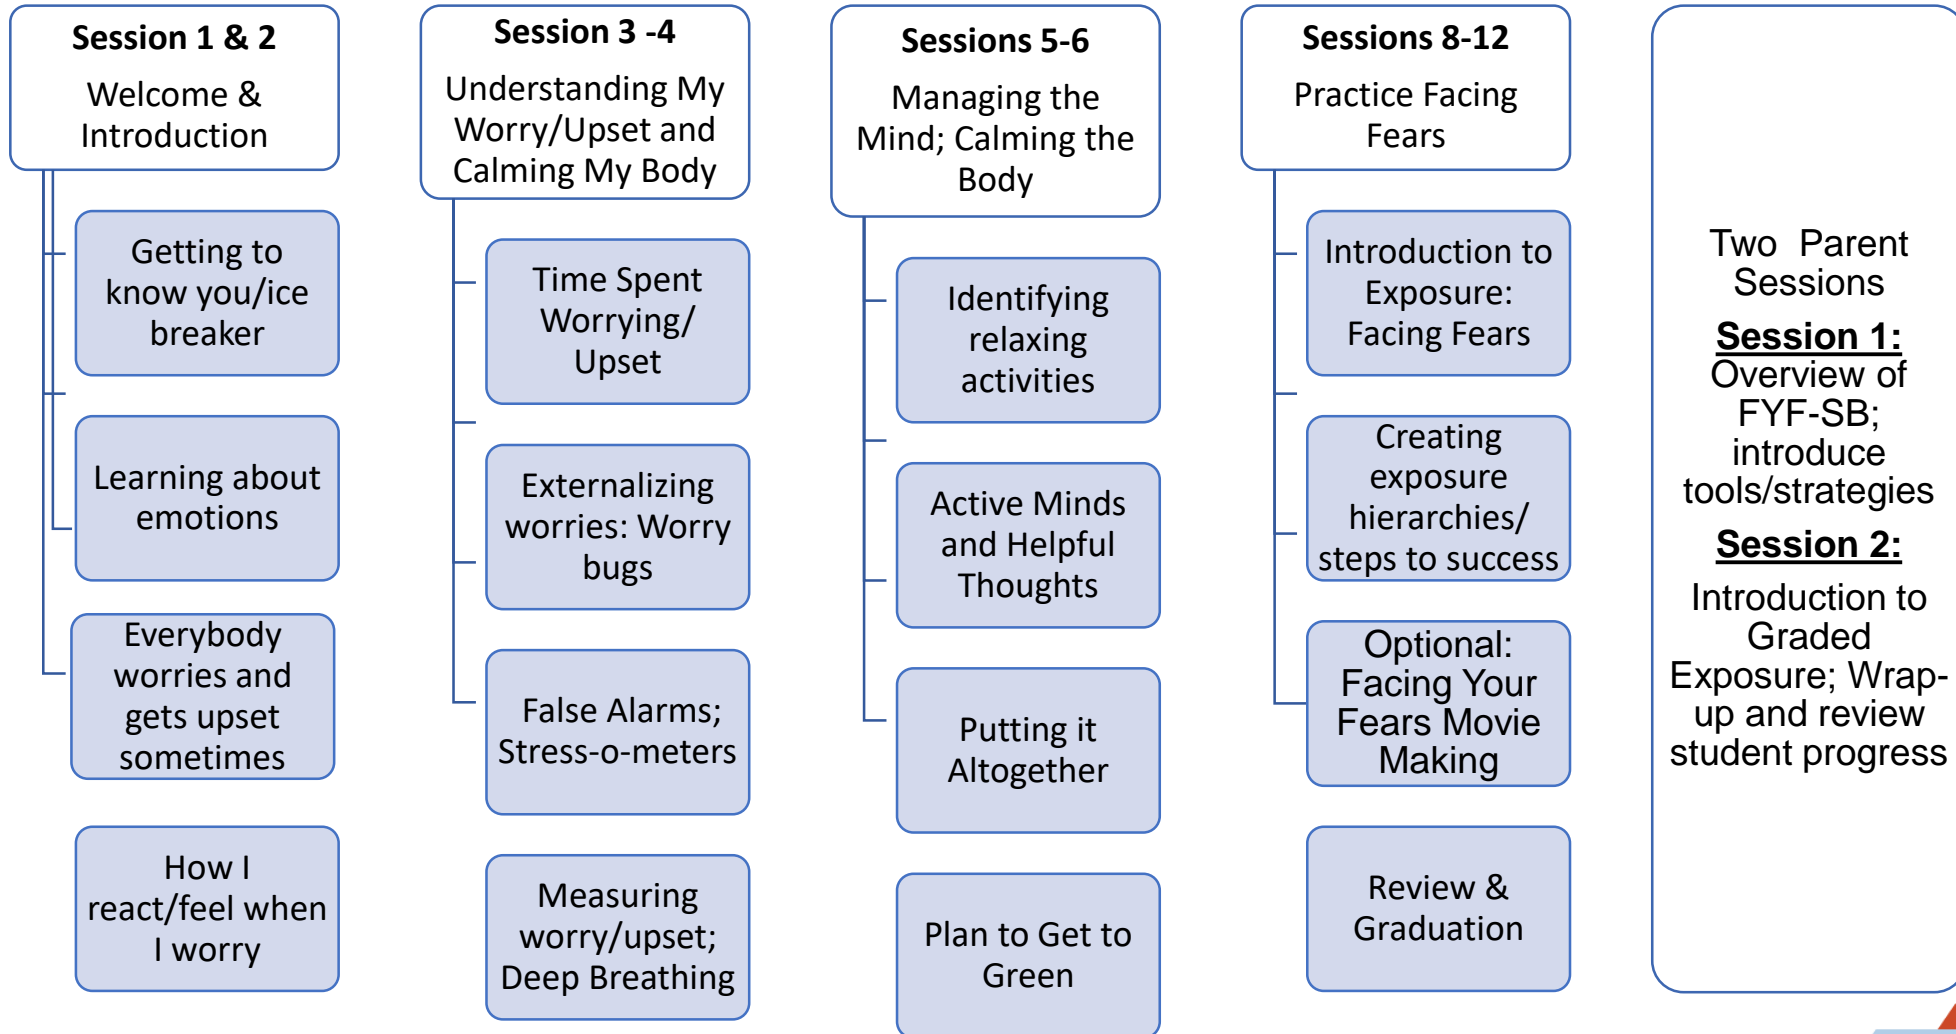 Session 1 & 2
Welcome &
Introduction
Getting to
know you/ice
breaker
Learning about
emotions
Everybody
worries and
gets upset
sometimes
How I
react/feel when
I worry
Session 3 -4
Understanding My
Worry/Upset and
Calming My Body
Time Spent
Worrying/
Upset
Externalizing
worries: Worry
bugs
False Alarms;
Stress-o-meters
Measuring
worry/upset;
Deep Breathing
Sessions 5-6
Managing the
Mind; Calming the
Body
Identifying
relaxing
activities
Active Minds
and Helpful
Thoughts
Putting it
Altogether
Plan to Get to
Green
Sessions 8-12
Practice Facing
Fears
Introduction to
Exposure:
Facing Fears
Creating
exposure
hierarchies/
steps to success
Optional:
Facing Your
Fears Movie
Making
Review &
Graduation
Two Parent
Sessions
Session 1:
Overview of
FYF-SB;
introduce
tools/strategies
Session 2:
Introduction to
Graded
Exposure; Wrap-
up and review
student progress